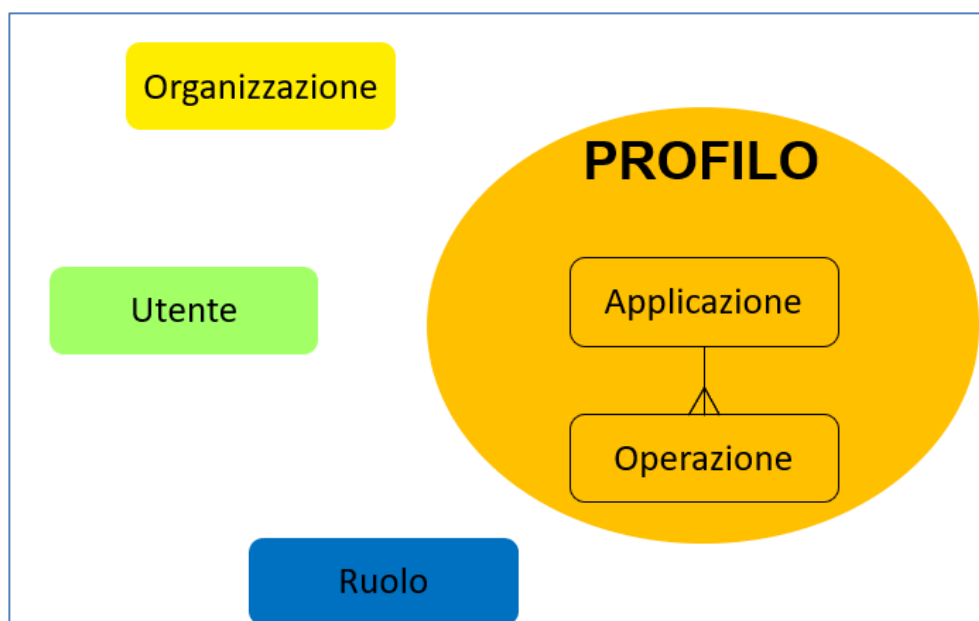 Organizzazione
PROFILO
Utente
Applicazione
Operazione
Ruolo